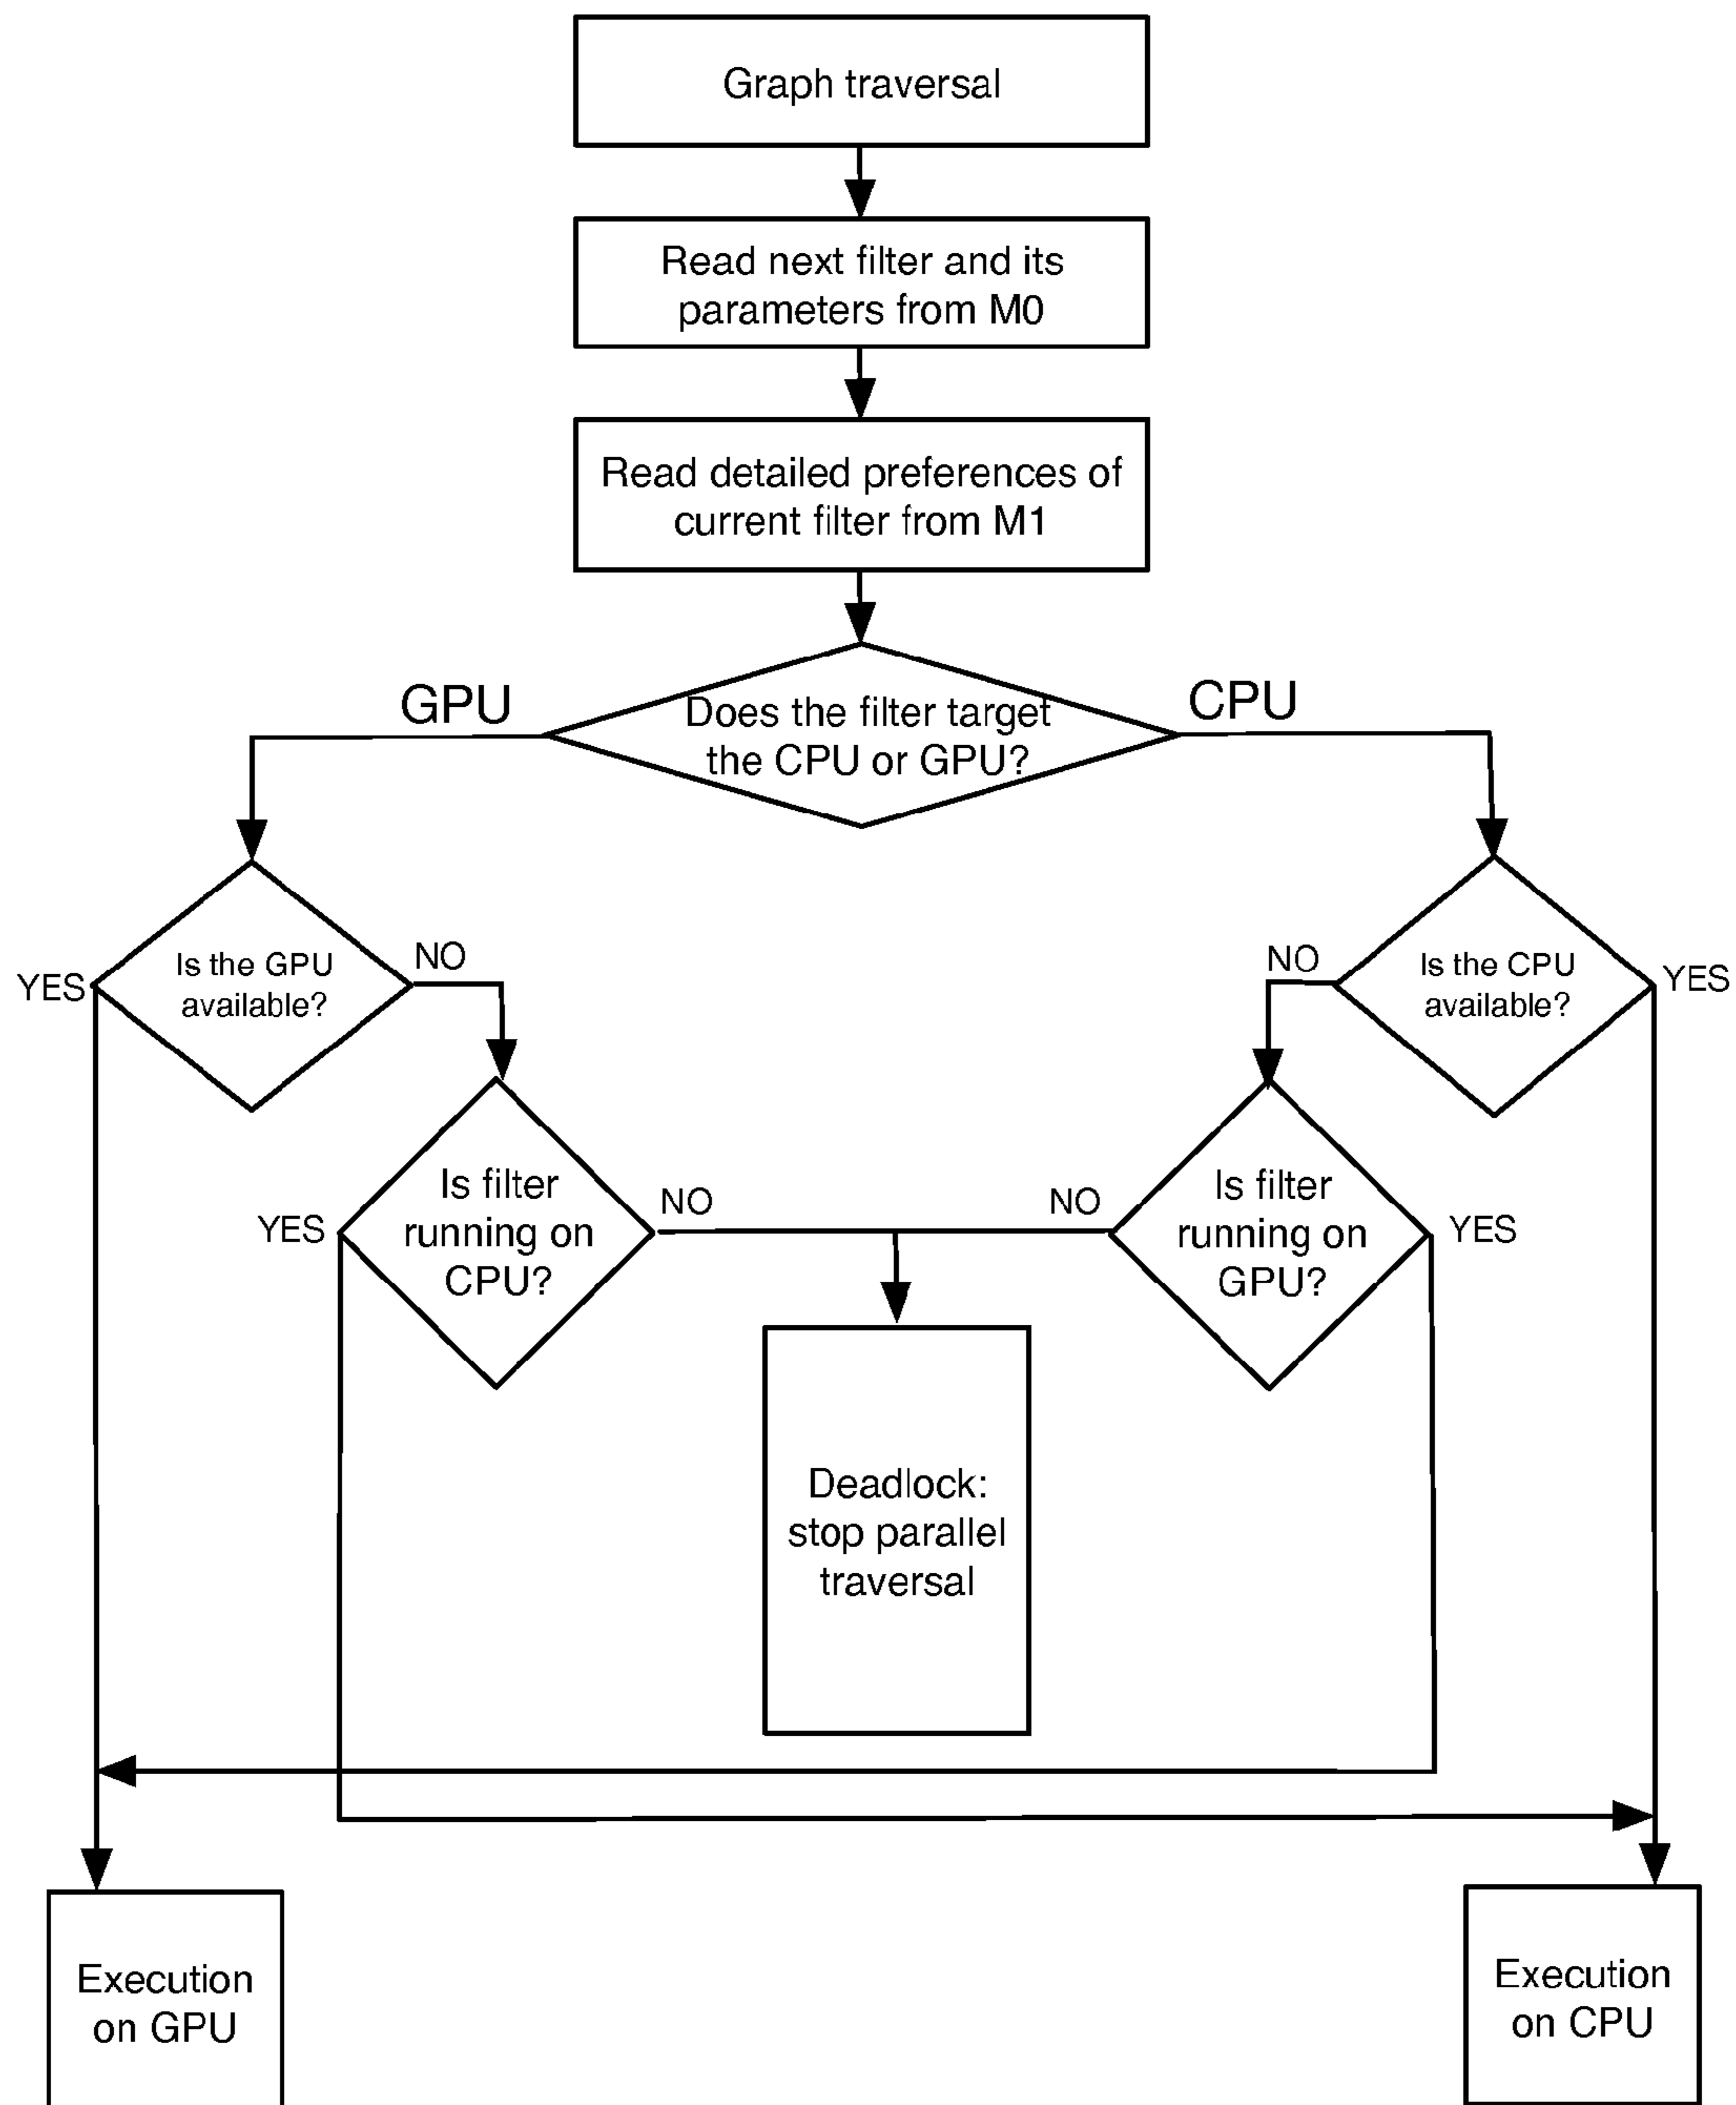 Graph traversal
Read next filter and its
parameters from M0
Read detailed preferences of
current filter from M1
GPU
Does the filter target
the CPU or GPU?
CPU
YES
Is the GPU
available?
NO
NO
Is the CPU
available?
YES
YES
Is filter
running on
CPU?
NO
NO
Is filter
running on
GPU?
YES
Deadlock:
stop parallel
traversal
Execution
on GPU
Execution
on CPU